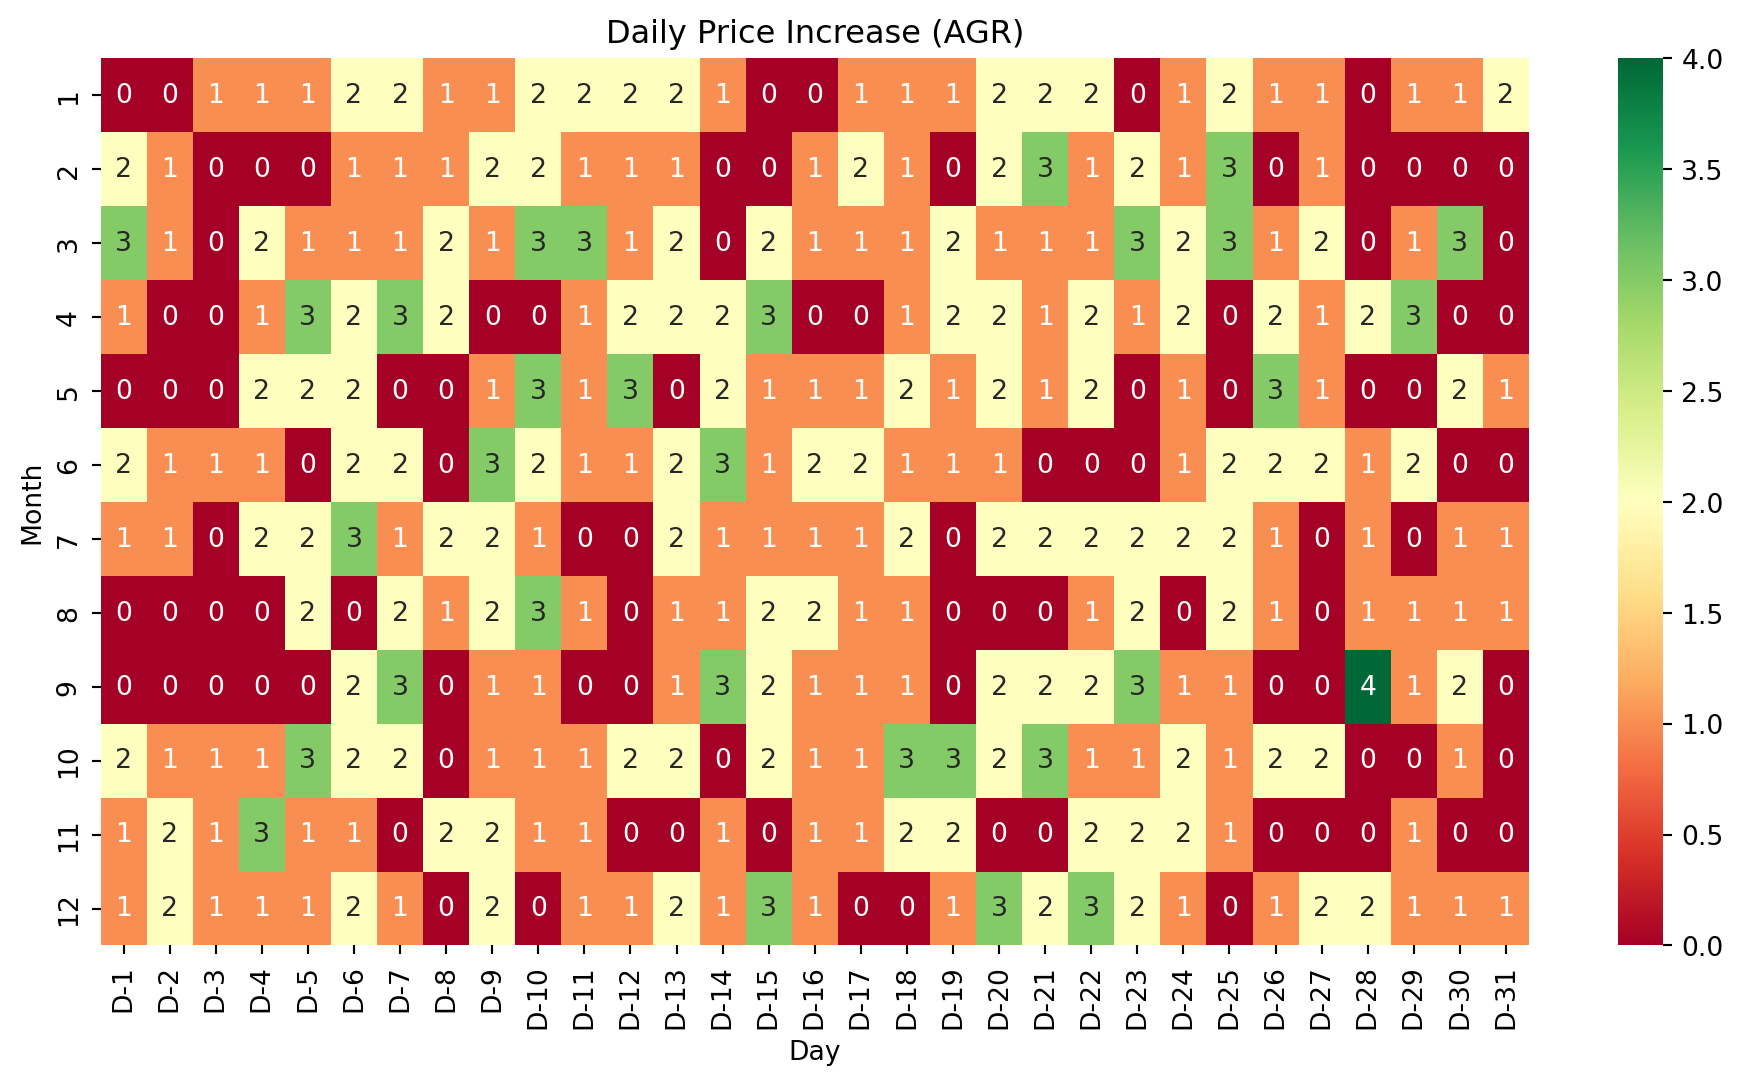 Daily Price Increase (AGR)
1 0 0 1 1 1 2 2 1 1 2 2 2 2 1 0 0 1 1 1 2 2 2 0 1 2 1 1 0 1 1 2
2 2 1 0 0 0 1 1 1 2 2 1 1 1 0 0 1 2 1 0 2 3 1 2 1 3 0 1 0 0 0 0
3 3 1 0 2 1 1 1 2 1 3 3 1 2 0 2 1 1 1 2 1 1 1 3 2 3 1 2 0 1 3 0
4 1 0 0 1 3 2 3 2 0 0 1 2 2 2 3 0 0 1 2 2 1 2 1 2 0 2 1 2 3 0 0
5 0 0 0 2 2 2 0 0 1 3 1 3 0 2 1 1 1 2 1 2 1 2 0 1 0 3 1 0 0 2 1
6 2 1 1 1 0 2 2 0 3 2 1 1 2 3 1 2 2 1 1 1 0 0 0 1 2 2 2 1 2 0 0
7 1 1 0 2 2 3 1 2 2 1 0 0 2 1 1 1 1 2 0 2 2 2 2 2 2 1 0 1 0 1 1
8 0 0 0 0 2 0 2 1 2 3 1 0 1 1 2 2 1 1 0 0 0 1 2 0 2 1 0 1 1 1 1
9 0 0 0 0 0 2 3 0 1 1 0 0 1 3 2 1 1 1 0 2 2 2 3 1 1 0 0 4 1 2 0
10 2 1 1 1 3 2 2 0 1 1 1 2 2 0 2 1 1 3 3 2 3 1 1 2 1 2 2 0 0 1 0
11 1 2 1 3 1 1 0 2 2 1 1 0 0 1 0 1 1 2 2 0 0 2 2 2 1 0 0 0 1 0 0
12 1 2 1 1 1 2 1 0 2 0 1 1 2 1 3 1 0 0 1 3 2 3 2 1 0 1 2 2 1 1 1
Month
D-1 D-2 D-3 D-4 D-5 D-6 D-7 D-8 D-9 D-10 D-11 D-12 D-13 D-14 D-15 D-16 D-17 D-18 D-19 D-20 D-21 D-22 D-23 D-24 D-25 D-26 D-27 D-28 D-29 D-30 D-31
Day
4.0
3.5
3.0
2.5
2.0
1.5
1.0
0.5
0.0